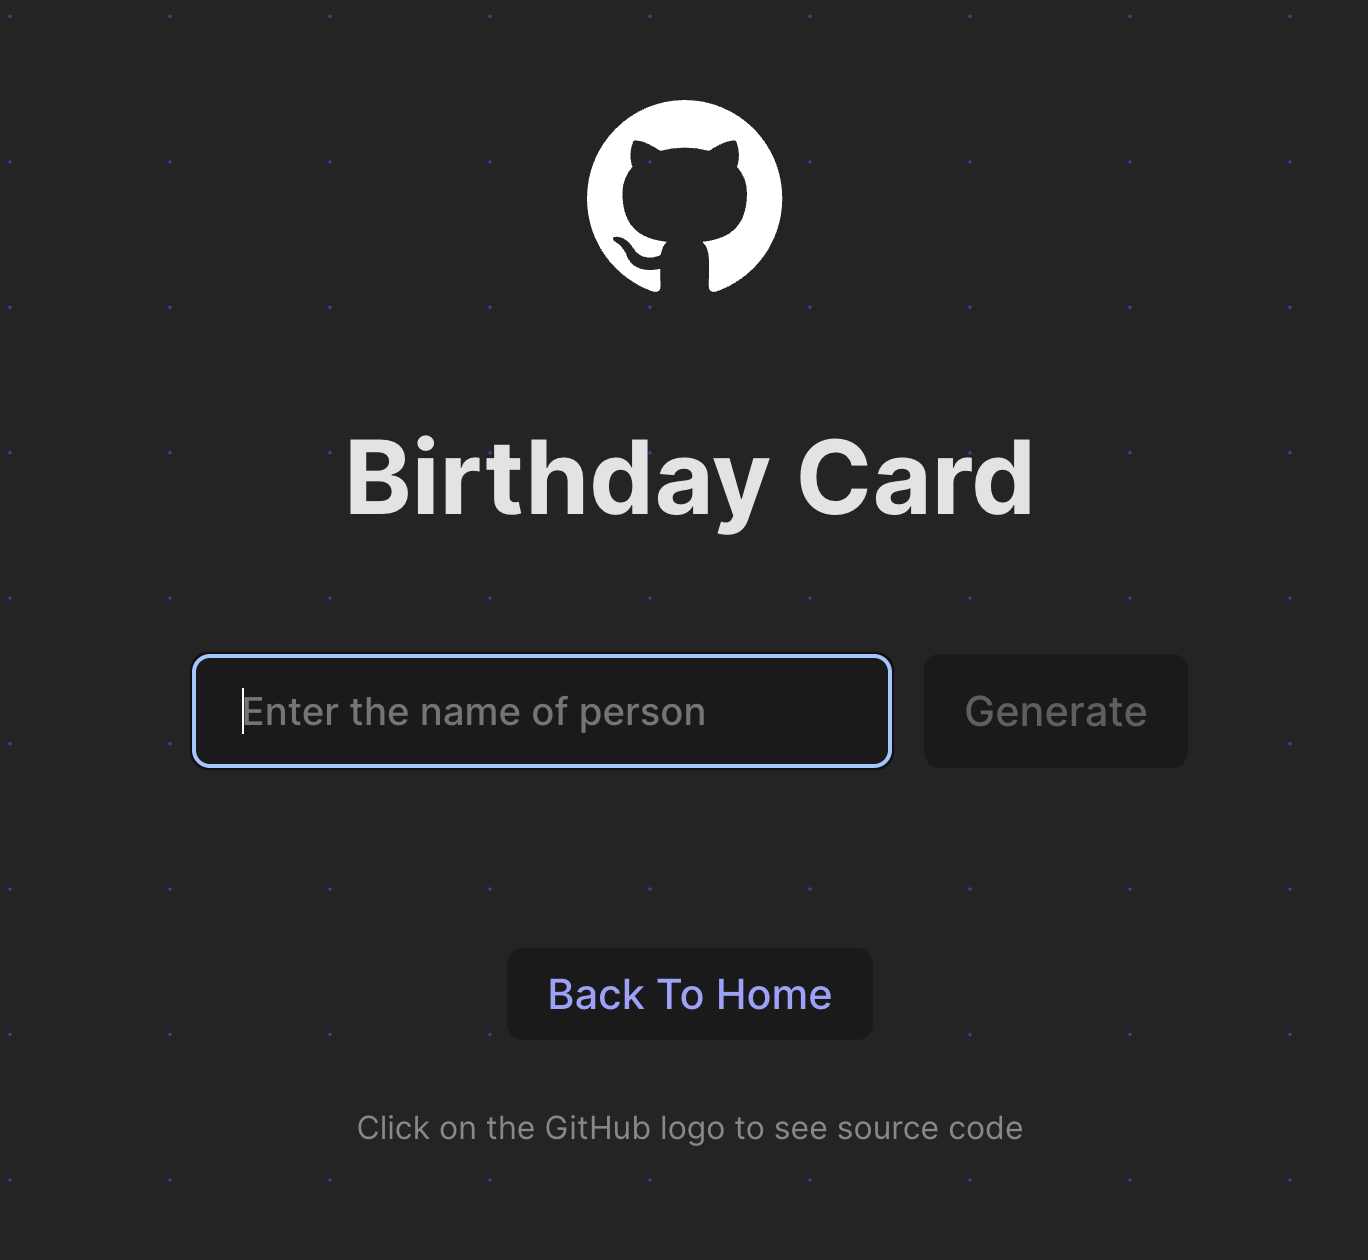 Birthday Card
Enter the name of person
Generate
Back To Home
Click on the GitHub logo to see source code